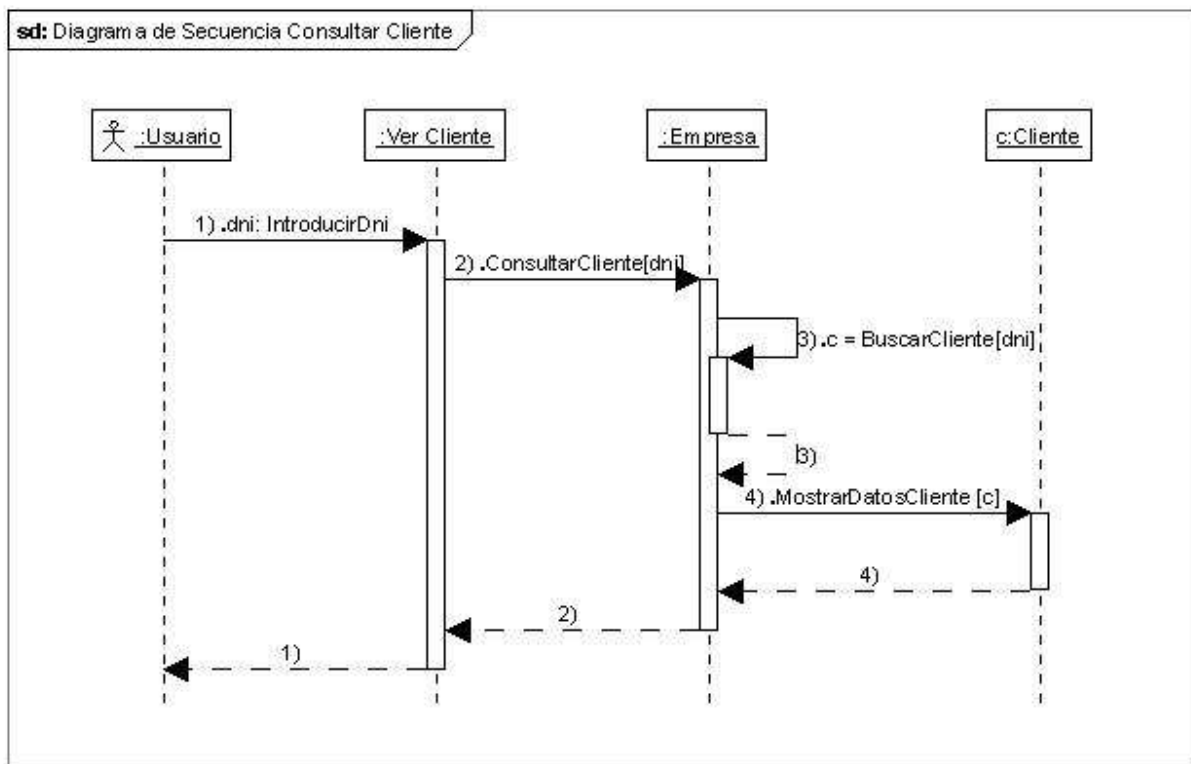 sd: Diagrama de Secuencia Consultar Cliente
:Usuario
:Ver Cliente
:Empresa
c:Cliente
1) .dni: IntroducirDni
2) .ConsultarCliente[dni]
3) .c = BuscarCliente[dni]
3)
4) .MostrarDatosCliente [c]
4)
2)
1)